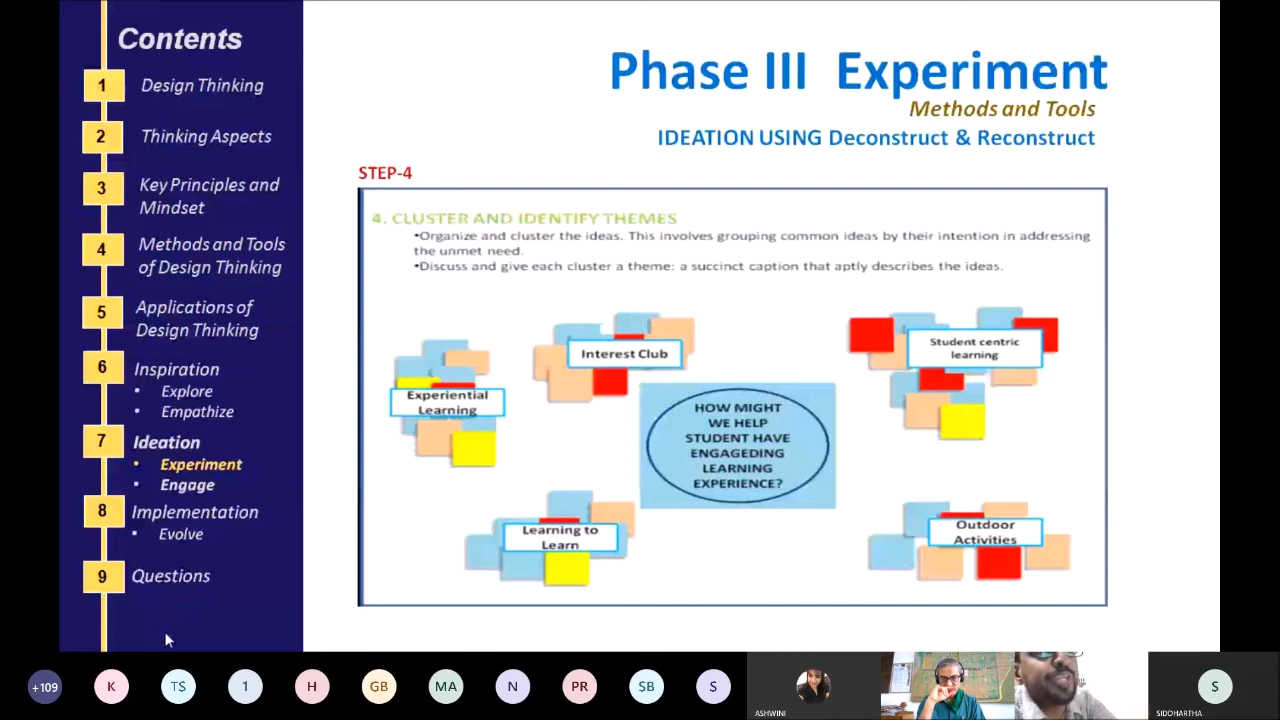 Contents
1
Design Thinking
2
Thinking Aspects
3
Key Principles and
Mindset
4
Methods and Tools
of Design Thinking
5
Applications of
Design Thinking
6
Inspiration
• Explore
• Empathize
7
Ideation
• Experiment
• Engage
8
Implementation
• Evolve
9
Questions
Phase III Experiment
Methods and Tools
IDEATION USING Deconstruct & Reconstruct
STEP-4
4. CLUSTER AND IDENTIFY THEMES
•Organize and cluster the ideas. This involves grouping common ideas by their intention in addressing
the unmet need.
•Discuss and give each cluster a theme: a succinct caption that aptly describes the ideas.
Interest Club
Student centric
learning
Experiential
Learning
HOW MIGHT
WE HELP
STUDENT HAVE
ENGAGEDING
LEARNING
EXPERIENCE?
Learning to
Learn
Outdoor
Activities
+109
K
TS
1
H
GB
MA
N
PR
SB
S
ASHWINI
S
SIDDHARTHA